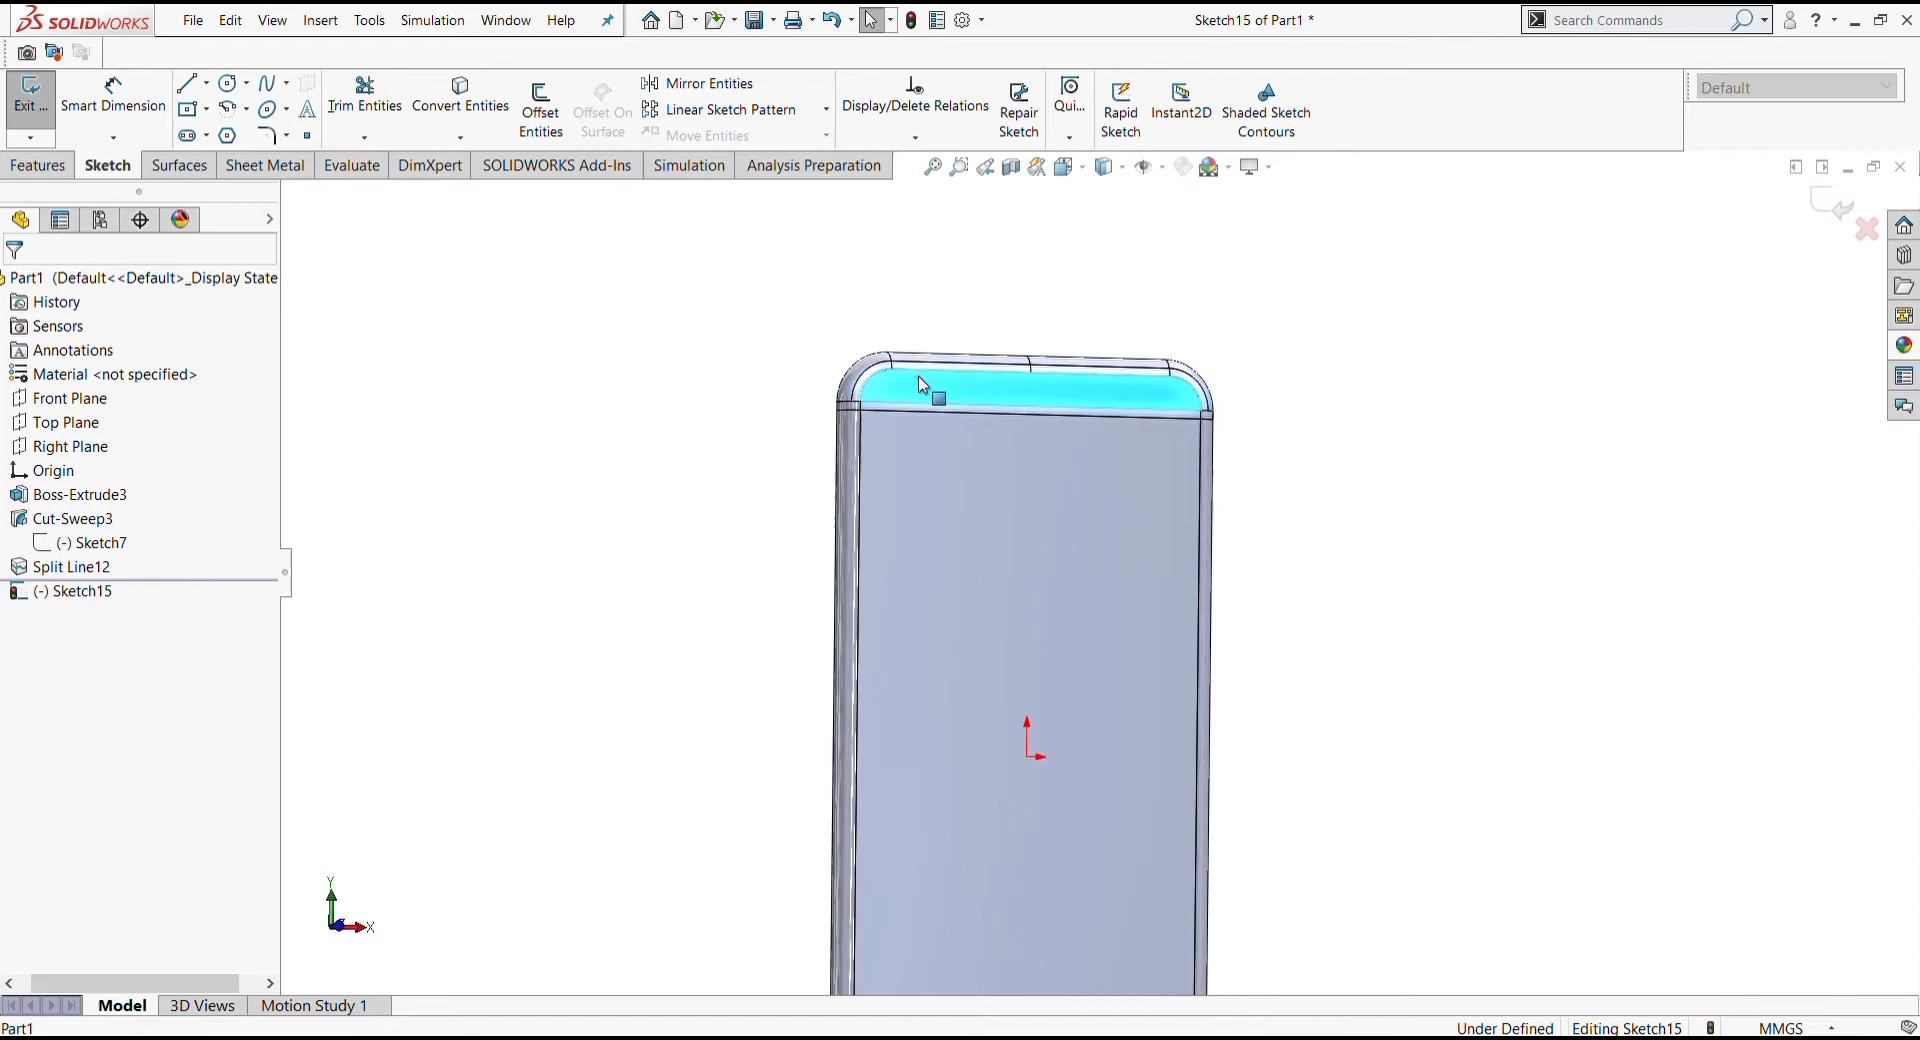 SOLIDWORKS File Edit View Insert Tools Simulation Window Help Sketch15 of Part1 * Search Commands ?
Exit ... Smart Dimension Trim Entities Convert Entities Offset Entities Offset On Surface Mirror Entities Linear Sketch Pattern Move Entities Display/Delete Relations Repair Sketch Qui... Rapid Sketch Instant2D Shaded Sketch Contours Default
Features Sketch Surfaces Sheet Metal Evaluate DimXpert SOLIDWORKS Add-Ins Simulation Analysis Preparation
Part1 (Default<<Default>_Display State
History
Sensors
Annotations
Material <not specified>
Front Plane
Top Plane
Right Plane
Origin
Boss-Extrude3
Cut-Sweep3
(-) Sketch7
Split Line12
(-) Sketch15
Y
X
Model 3D Views Motion Study 1
Part1 Under Defined Editing Sketch15 MMGS